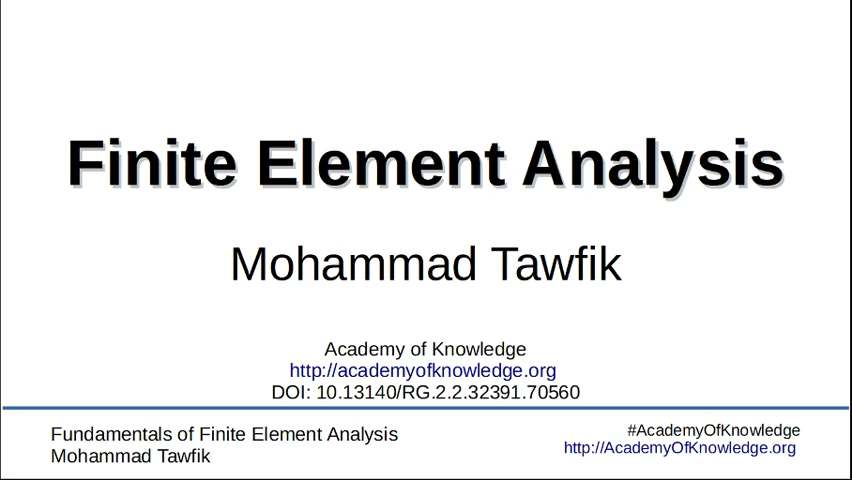 Finite Element Analysis
Mohammad Tawfik
Academy of Knowledge
http://academyofknowledge.org
DOI: 10.13140/RG.2.2.32391.70560
Fundamentals of Finite Element Analysis
Mohammad Tawfik
#AcademyOfKnowledge
http://AcademyOfKnowledge.org